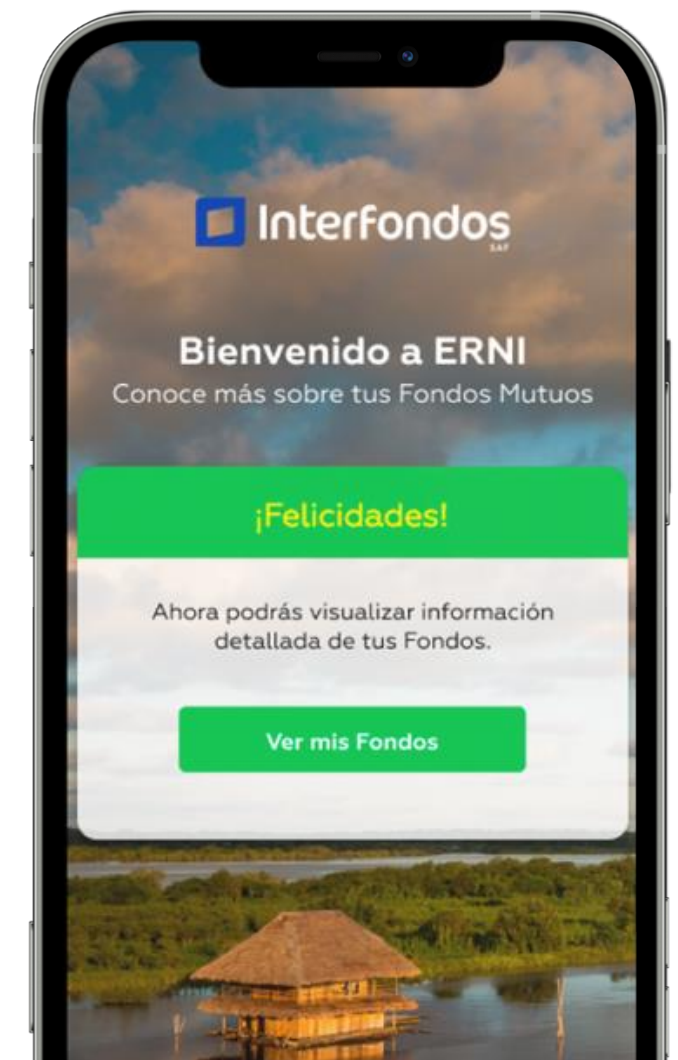 Interfondos
SAF
Bienvenido a ERNI
Conoce más sobre tus Fondos Mutuos
¡Felicidades!
Ahora podrás visualizar información
detallada de tus Fondos.
Ver mis Fondos